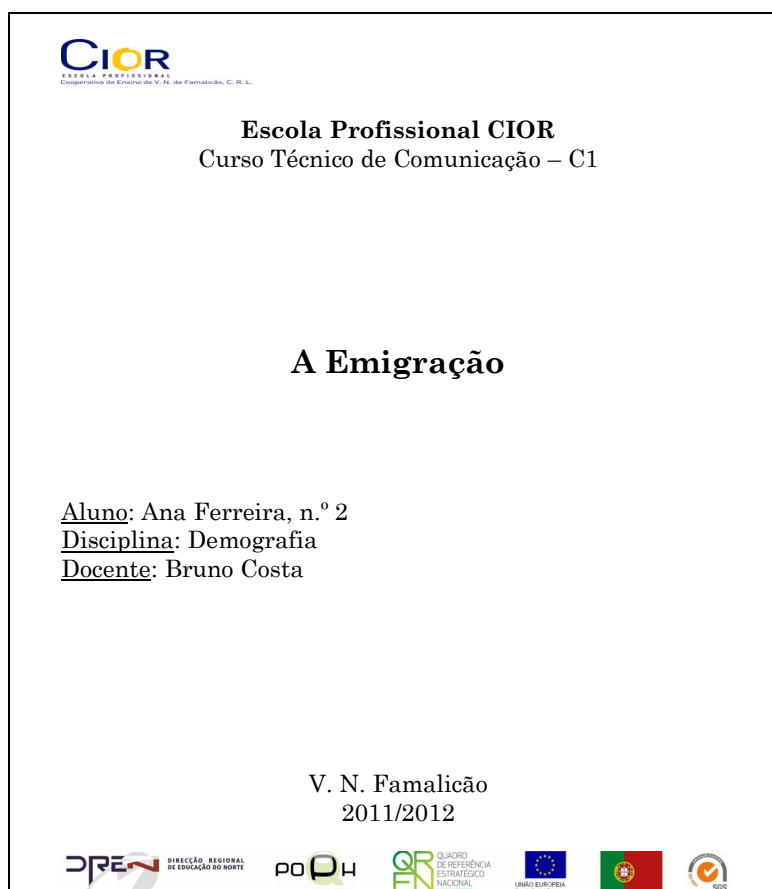 CIOR
ESCOLA PROFISSIONAL
Cooperativa de Ensino de V. N. de Famalicão, C. R. L.
Escola Profissional CIOR
Curso Técnico de Comunicação – C1
A Emigração
Aluno: Ana Ferreira, n.º 2
Disciplina: Demografia
Docente: Bruno Costa
V. N. Famalicão
2011/2012
DREN
DIRECÇÃO REGIONAL
DE EDUCAÇÃO DO NORTE
POPH
QREN
QUADRO
DE REFERÊNCIA
ESTRATÉGICO
NACIONAL
UNIÃO EUROPEIA
SGS